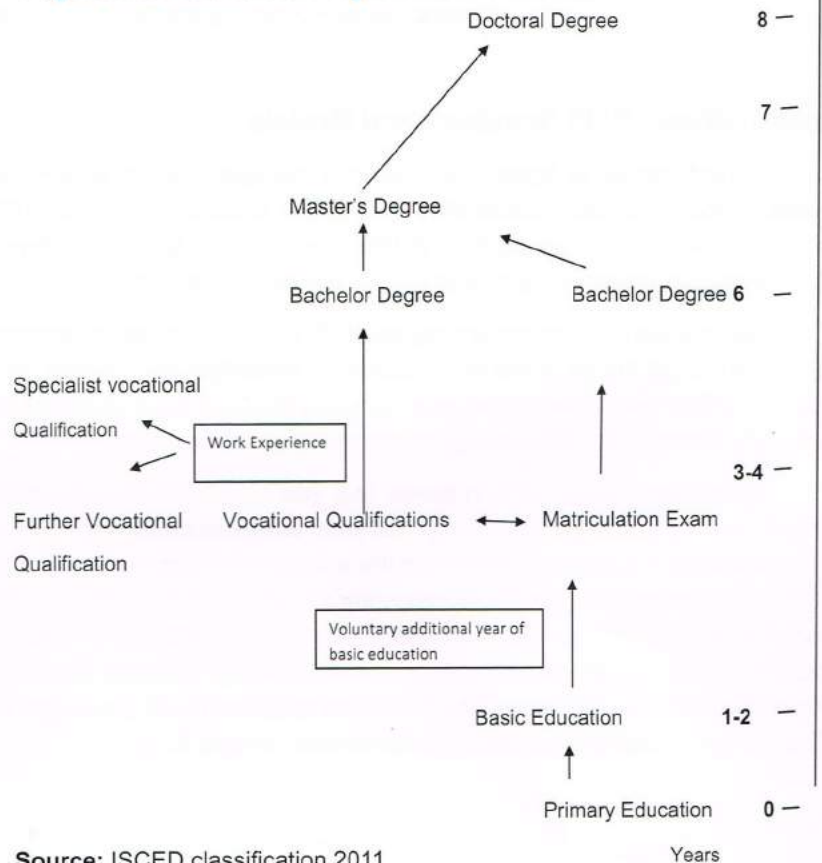 Doctoral Degree 8
7
Master's Degree
Bachelor Degree Bachelor Degree 6
Specialist vocational
Qualification
Work Experience
3-4
Further Vocational Vocational Qualifications Matriculation Exam
Qualification
Voluntary additional year of
basic education
Basic Education 1-2
Primary Education 0
Years
Source: ISCED classification 2011